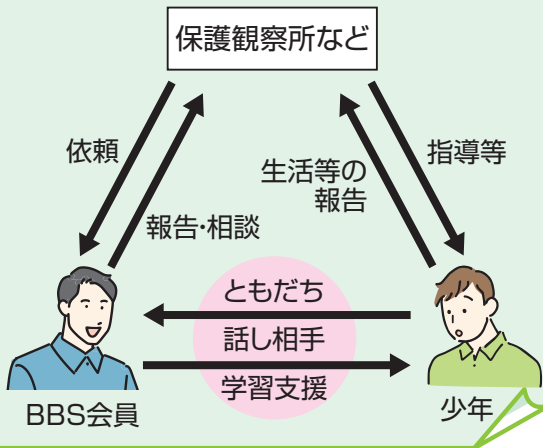 保護観察所など
依頼
報告・相談
生活等の
報告
指導等
ともだち
話し相手
学習支援
BBS会員
少年